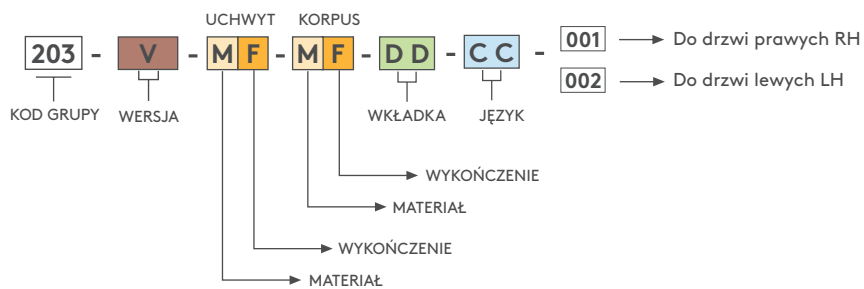 UCHWYT KORPUS
203 - V - M F - M F - D D - C C - 001 Do drzwi prawych RH
002 Do drzwi lewych LH
KOD GRUPY WERSJA WKŁADKA JĘZYK
WYKOŃCZENIE
MATERIAŁ
WYKOŃCZENIE
MATERIAŁ